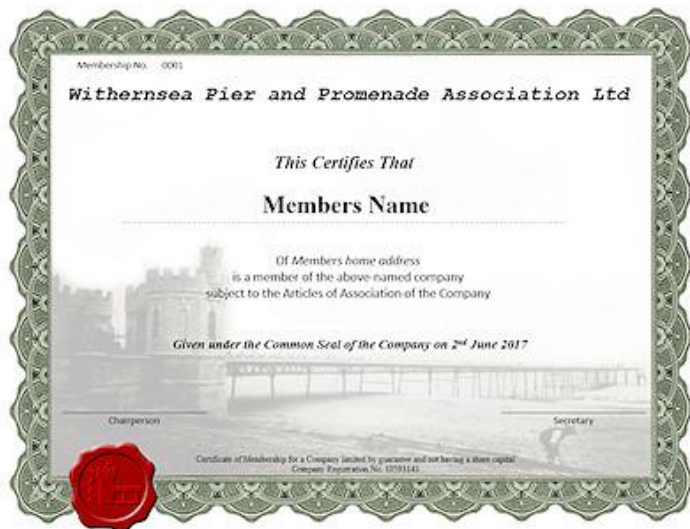 Membership No. 0001
Withernsea Pier and Promenade Association Ltd
This Certifies That
Members Name
Of Members home address
is a member of the above-named company
subject to the Articles of Association of the Company
Given under the Common Seal of the Company on 2nd June 2017
Chairperson
Secretary
Certificate of Membership for a Company limited by guarantee and not having a share capital
Company Registration No.